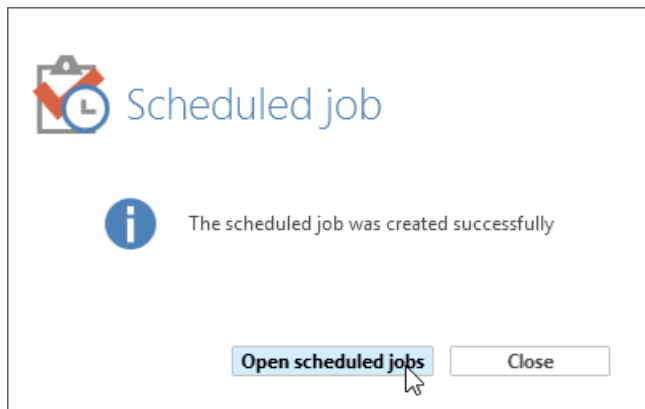 Scheduled job
The scheduled job was created successfully
Open scheduled jobs
Close